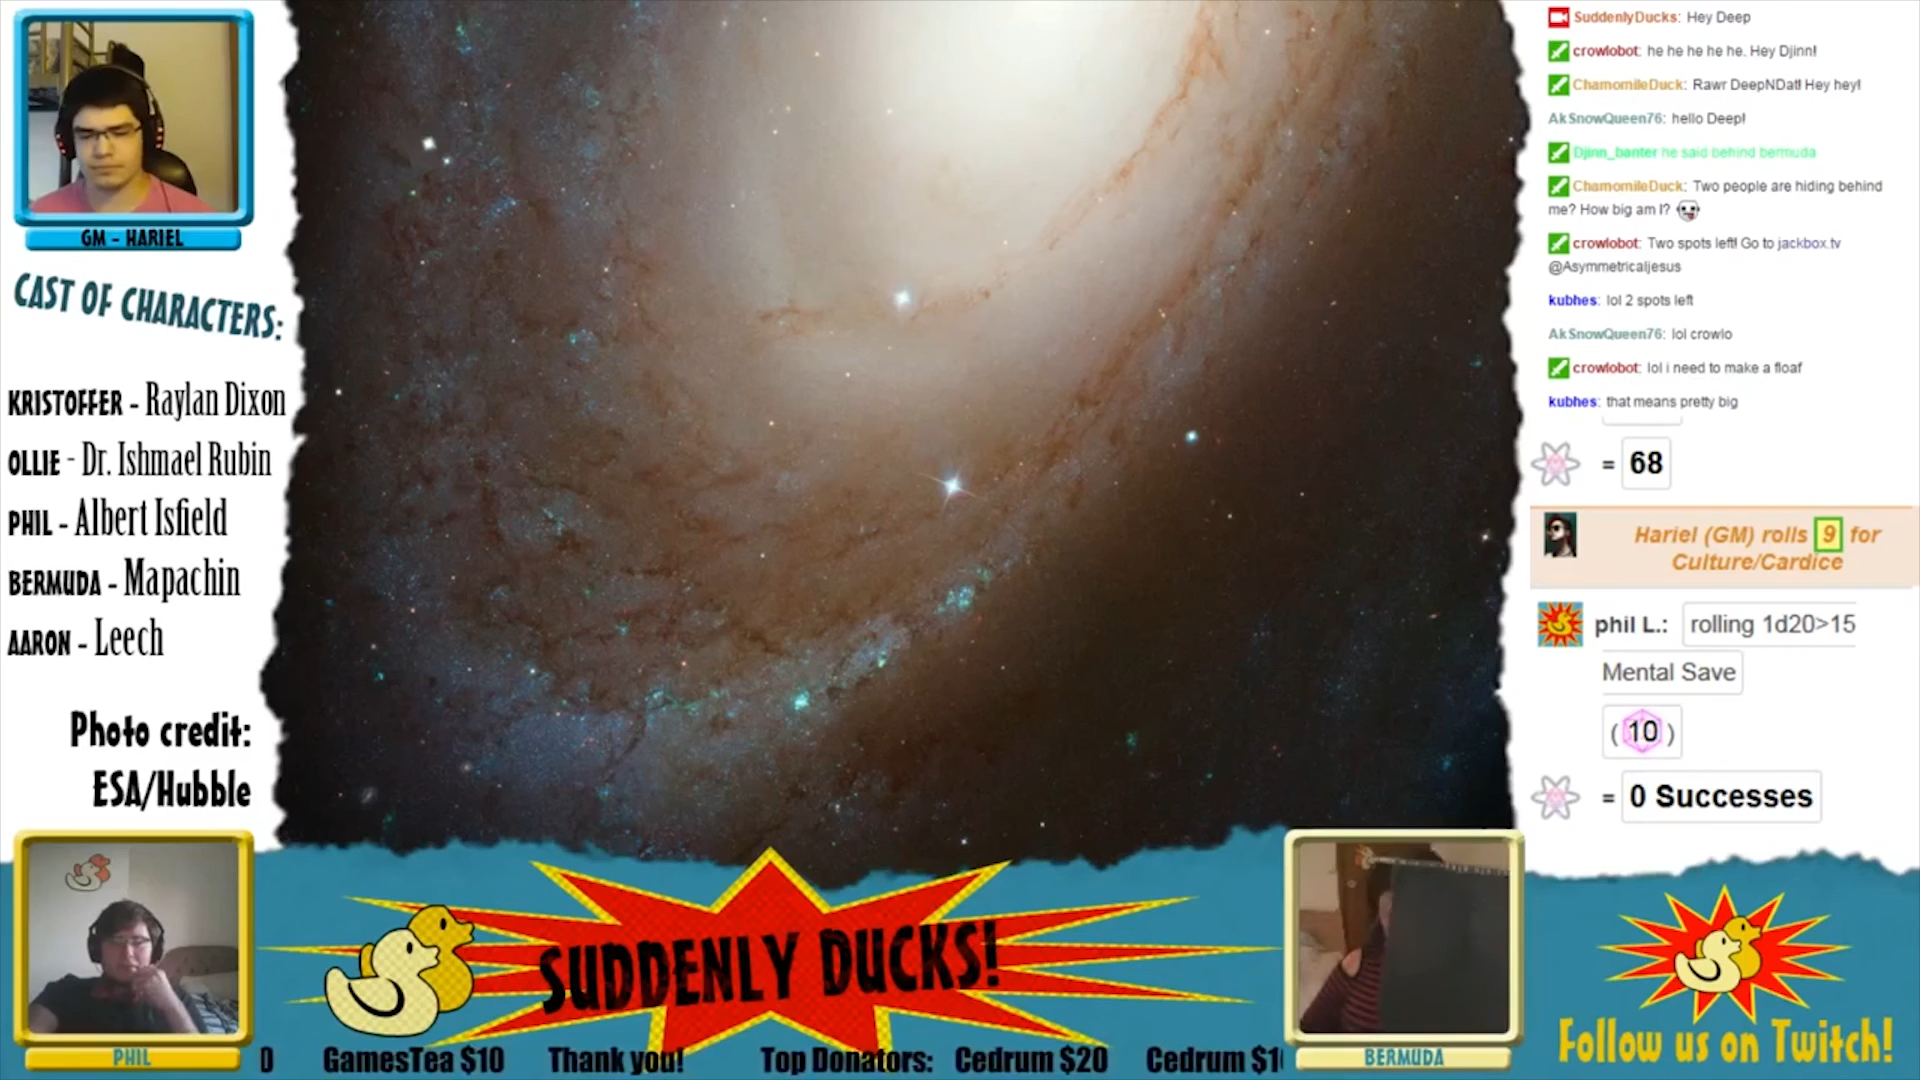 GM - HARIEL
CAST OF CHARACTERS:
KRISTOFFER - Raylan Dixon
OLLIE - Dr. Ishmael Rubin
PHIL - Albert Isfield
BERMUDA - Mapachin
AARON - Leech
Photo credit:
ESA/Hubble
PHIL
SUDDENLY DUCKS!
0 GamesTea $10 Thank you! Top Donators: Cedrum $20 Cedrum $1
BERMUDA
SuddenlyDucks: Hey Deep
crowlobot: he he he he he. Hey Djinn!
ChamomileDuck: Rawr DeepNDat! Hey hey!
AkSnowQueen76: hello Deep!
Djinn_banter he said behind bermuda
ChamomileDuck: Two people are hiding behind
me? How big am I?
crowlobot: Two spots left! Go to jackbox.tv
@Asymmetricaljesus
kubhes: lol 2 spots left
AkSnowQueen76: lol crowlo
crowlobot: lol i need to make a floaf
kubhes: that means pretty big
= 68
Hariel (GM) rolls 9 for
Culture/Cardice
phil L.: rolling 1d20>15
Mental Save
(10)
= 0 Successes
Follow us on Twitch!